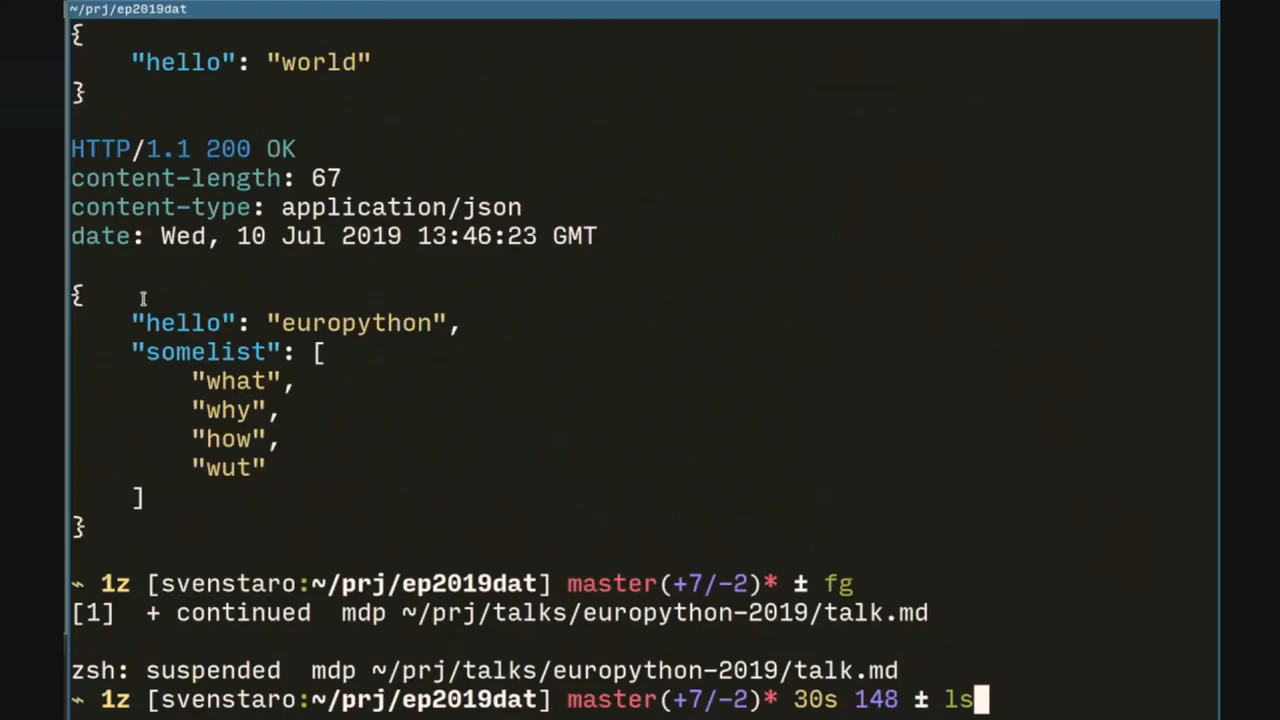 ~/prj/ep2019dat
{
    "hello": "world"
}
HTTP/1.1 200 OK
content-length: 67
content-type: application/json
date: Wed, 10 Jul 2019 13:46:23 GMT
{
    "hello": "europython",
    "somelist": [
        "what",
        "why",
        "how",
        "wut"
    ]
}
~ 1z [svenstaro:~/prj/ep2019dat] master(+7/-2)* ± fg
[1]  + continued  mdp ~/prj/talks/europython-2019/talk.md
zsh: suspended  mdp ~/prj/talks/europython-2019/talk.md
~ 1z [svenstaro:~/prj/ep2019dat] master(+7/-2)* 30s 148 ± ls